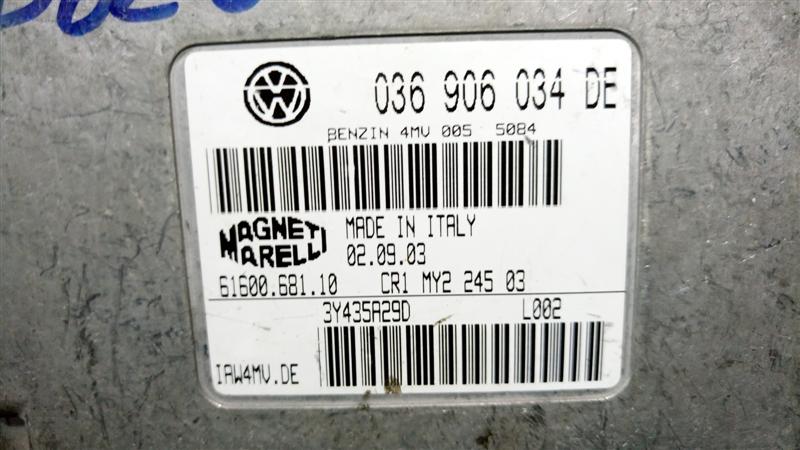 036 906 034 DE
BENZIN 4MV 005 5084
MAGNETI MARELLI
MADE IN ITALY
02.09.03
61600.681.10 CR1 MY2 245 03
3Y435A29D L002
IAW4MV.DE